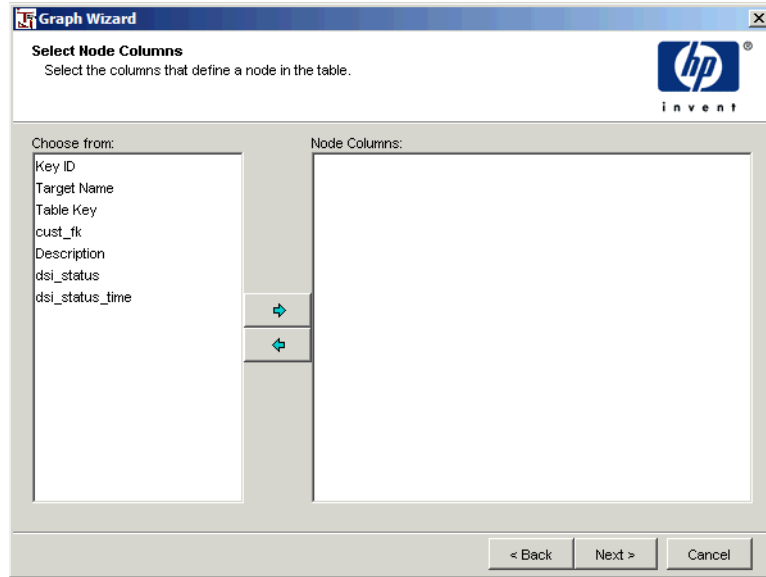 Graph Wizard
Select Node Columns
Select the columns that define a node in the table.
hp ®
invent
Choose from:
Node Columns:
Key ID
Target Name
Table Key
cust_fk
Description
dsi_status
dsi_status_time
< Back
Next >
Cancel